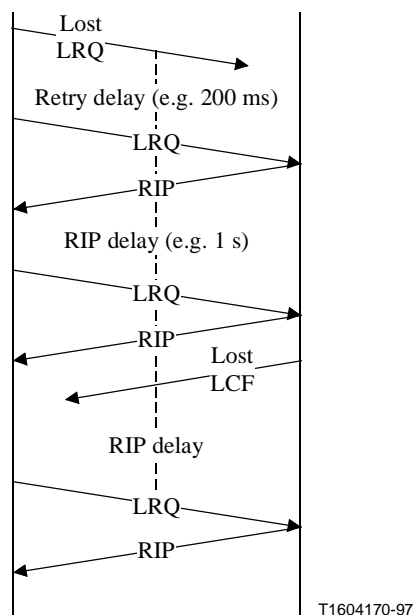 Lost
LRQ
Retry delay (e.g. 200 ms)
LRQ
RIP
RIP delay (e.g. 1 s)
LRQ
RIP
Lost
LCF
RIP delay
LRQ
RIP
T1604170-97